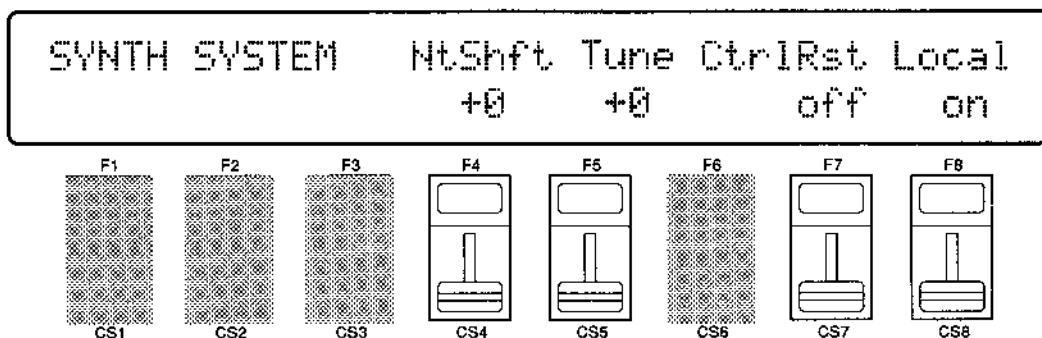 SYNTH SYSTEM NtShft Tune CtrlRst Local
+0 +0 off on
F1 F2 F3 F4 F5 F6 F7 F8
CS1 CS2 CS3 CS4 CS5 CS6 CS7 CS8